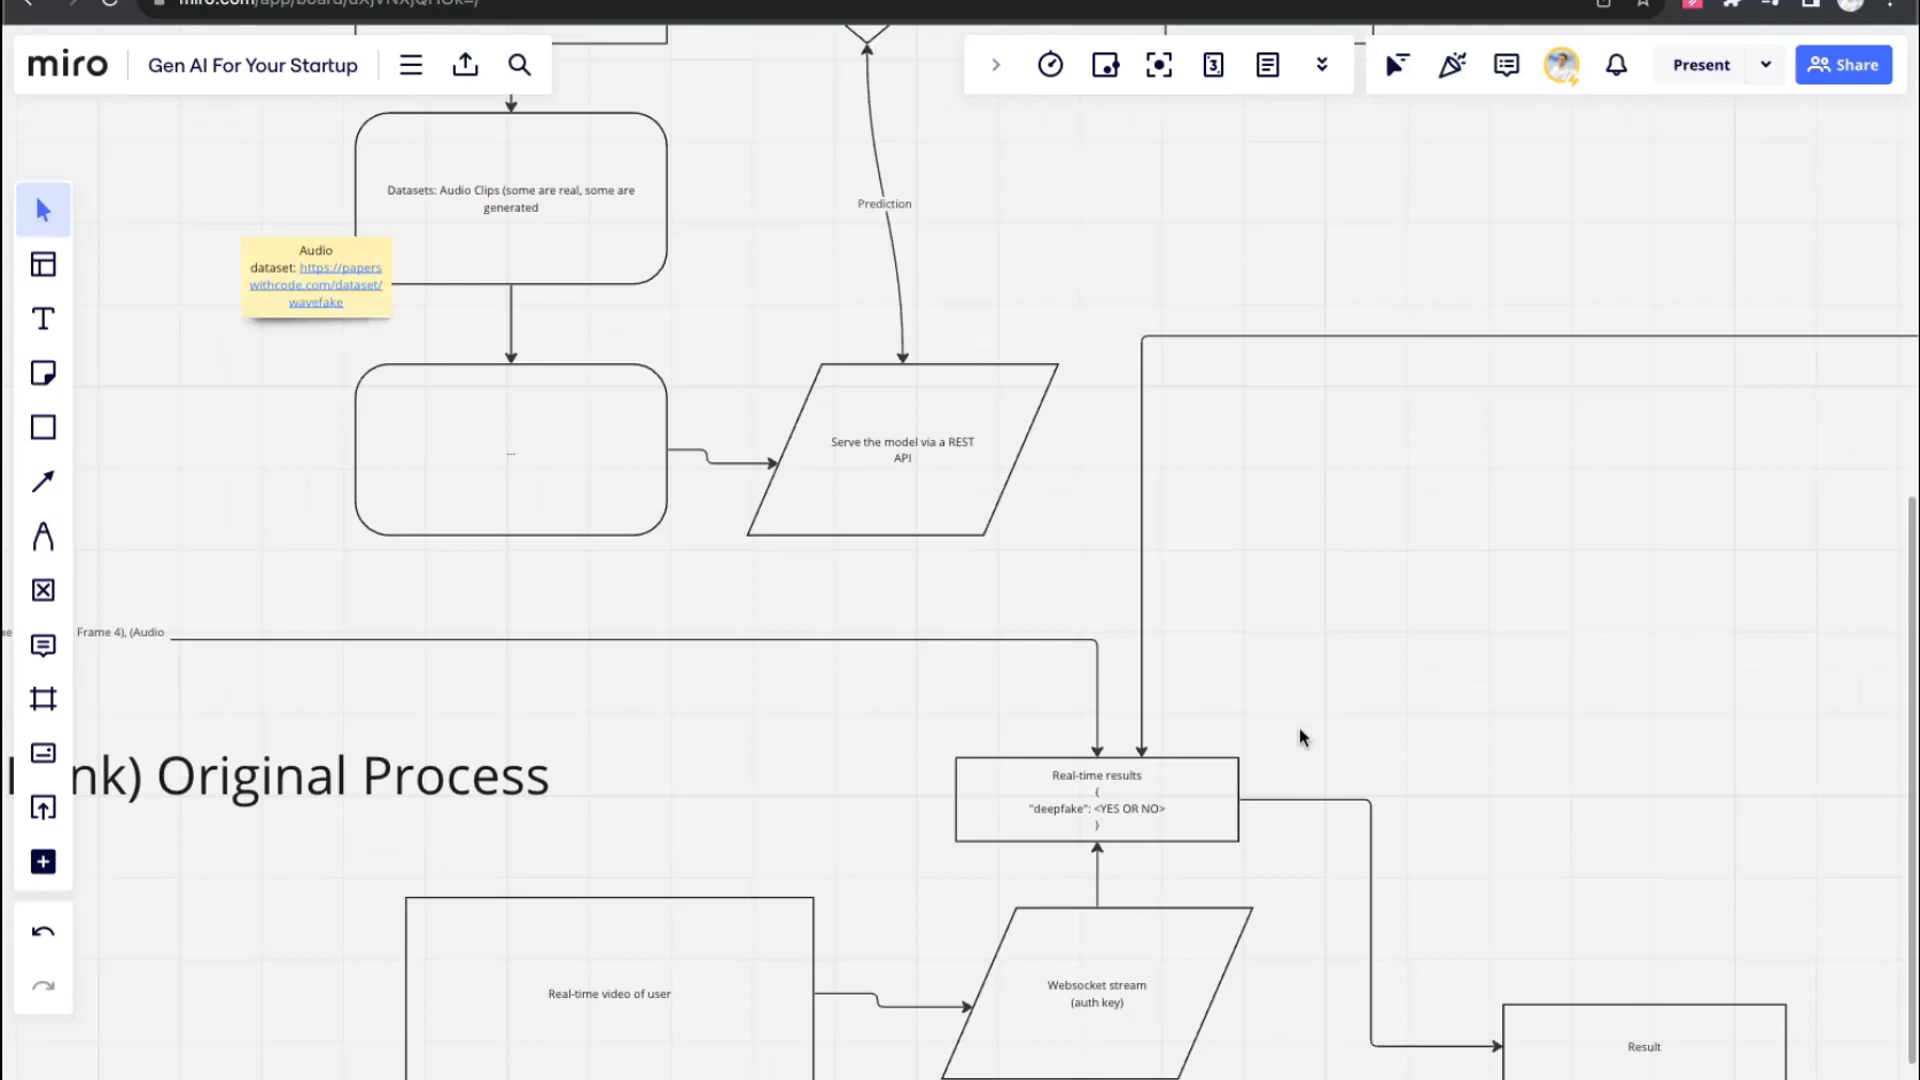 miro
Gen AI For Your Startup
Present
Share
Datasets: Audio Clips (some are real, some are
generated
Prediction
Audio
dataset: https://papers
withcode.com/dataset/
wavefake
Serve the model via a REST
API
...
Frame 4), (Audio
nk) Original Process
Real-time results
{
"deepfake": <YES OR NO>
}
Real-time video of user
Websocket stream
(auth key)
Result